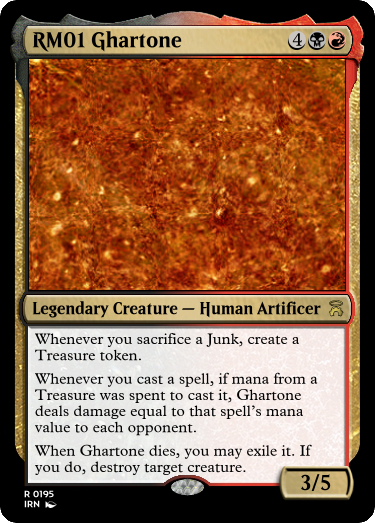 RM01 Ghartone 4
Legendary Creature — Human Artificer
Whenever you sacrifice a Junk, create a
Treasure token.
Whenever you cast a spell, if mana from a
Treasure was spent to cast it, Ghartone
deals damage equal to that spell's mana
value to each opponent.
When Ghartone dies, you may exile it. If
you do, destroy target creature.
3/5
R 0195
IRN